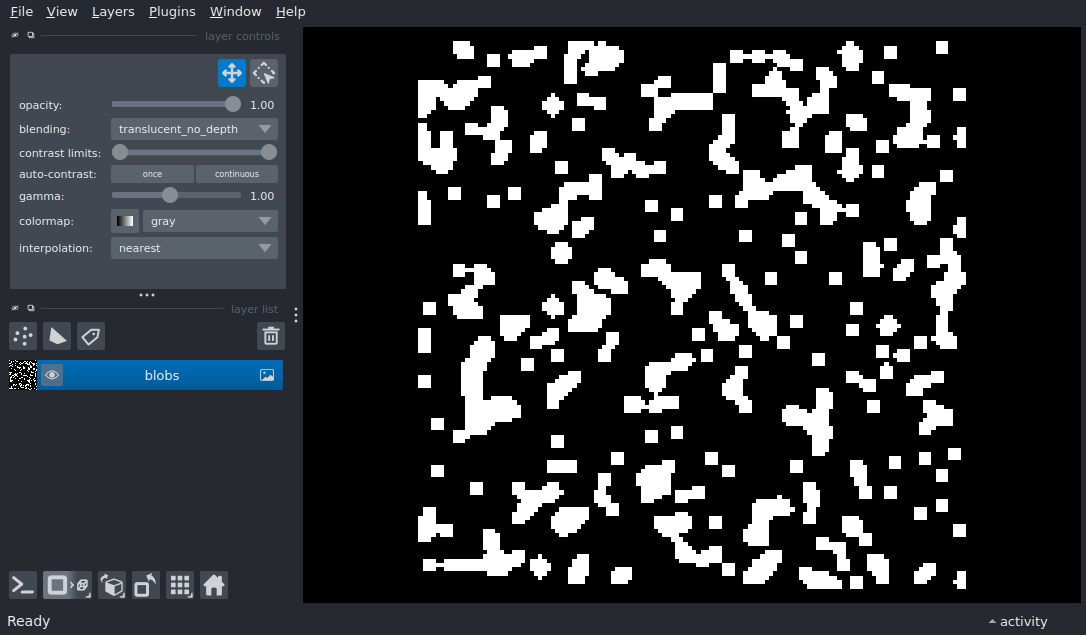 File View Layers Plugins Window Help
layer controls
opacity: 1.00
blending: translucent_no_depth
contrast limits:
auto-contrast: once continuous
gamma: 1.00
colormap: gray
interpolation: nearest
layer list
blobs
Ready activity